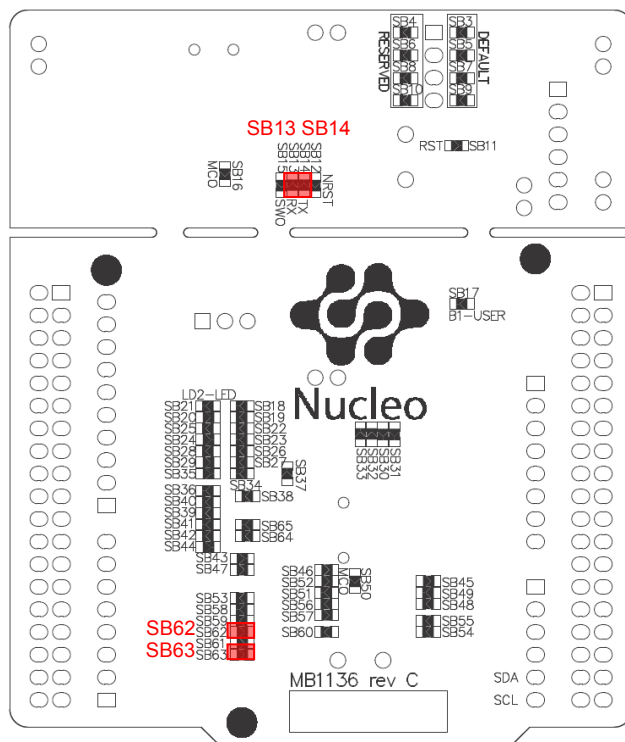 SB4
SB3
SB6
SB5
SB8
SB7
SB10
SB9
RESERVED
DEFAULT
SB13 SB14
RST
SB11
MCO
SB16
SB15
SB13
SB14
SB12
SWO
RX
TX
NRST
SB17
B1-USER
Nucleo
LD2-LED
SB21
SB18
SB20
SB19
SB25
SB22
SB24
SB23
SB28
SB26
SB29
SB27
SB35
SB34
SB37
SB33
SB32
SB30
SB31
SB36
SB38
SB40
SB39
SB41
SB65
SB42
SB64
SB44
SB43
SB47
SB46
SB52
SB51
SB56
SB57
SB60
MCO
SB50
SB45
SB49
SB48
SB55
SB54
SB53
SB58
SB59
SB62
SB62
SB61
SB63
SB63
MB1136 rev C
SDA
SCL